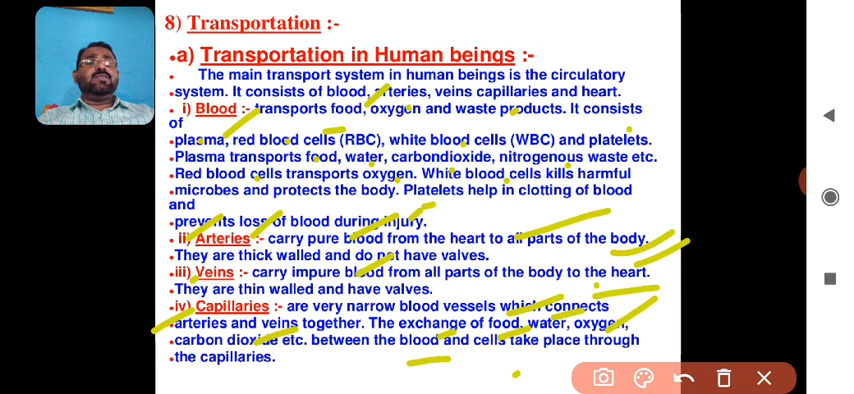 8) Transportation :-
•a) Transportation in Human beings :-
• The main transport system in human beings is the circulatory
•system. It consists of blood, arteries, veins capillaries and heart.
• i) Blood :- transports food, oxygen and waste products. It consists
of
•plasma, red blood cells (RBC), white blood cells (WBC) and platelets.
•Plasma transports food, water, carbondioxide, nitrogenous waste etc.
•Red blood cells transports oxygen. White blood cells kills harmful
•microbes and protects the body. Platelets help in clotting of blood
and
•prevents loss of blood during injury.
• ii) Arteries :- carry pure blood from the heart to all parts of the body.
•They are thick walled and do not have valves.
•iii) Veins :- carry impure blood from all parts of the body to the heart.
•They are thin walled and have valves.
•iv) Capillaries :- are very narrow blood vessels which connects
•arteries and veins together. The exchange of food, water, oxygen,
•carbon dioxide etc. between the blood and cells take place through
•the capillaries.